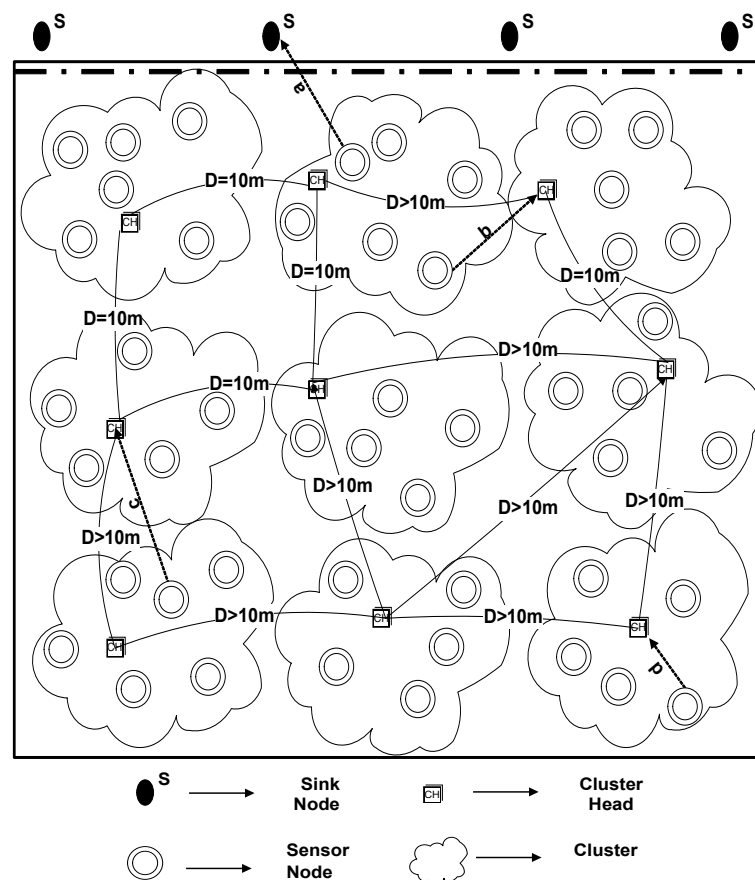 S S S S
a
CH
D=10m
CH
D>10m
CH
CH
b
D=10m
D=10m
D=10m
D>10m
CH
D=10m
CH
CH
c
D>10m
D>10m
D>10m
D>10m
CH
D>10m
CH
D>10m
CH
d
S
Sink
Node
CH
Cluster
Head
Sensor
Node
Cluster